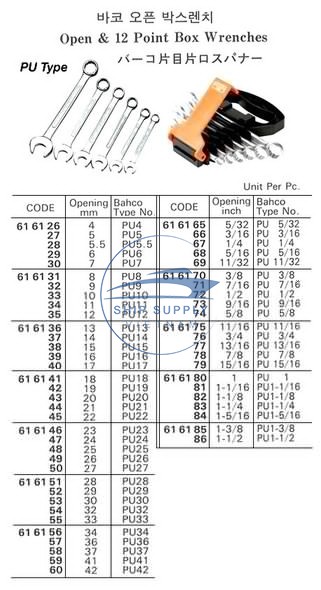 바코 오픈 박스렌치
Open & 12 Point Box Wrenches
バーコ片目片口スパナー
PU Type
Unit Per Pc.
CODE Opening mm Bahco Type No.
61 61 26 4 PU4
27 5 PU5
28 5.5 PU5.5
29 6 PU6
30 7 PU7
61 61 31 8 PU8
32 9 PU9
33 10 PU10
34 11 PU11
35 12 PU12
61 61 36 13 PU13
37 14 PU14
38 15 PU15
39 16 PU16
40 17 PU17
61 61 41 18 PU18
42 19 PU19
43 20 PU20
44 21 PU21
45 22 PU22
61 61 46 23 PU23
47 24 PU24
48 25 PU25
49 26 PU26
50 27 PU27
61 61 51 28 PU28
52 29 PU29
53 30 PU30
54 32 PU32
55 33 PU33
61 61 56 34 PU34
57 36 PU36
58 37 PU37
59 41 PU41
60 42 PU42
CODE Opening inch Bahco Type No.
61 61 65 5/32 PU 5/32
66 3/16 PU 3/16
67 1/4 PU 1/4
68 5/16 PU 5/16
69 11/32 PU 11/32
61 61 70 3/8 PU 3/8
71 7/16 PU 7/16
72 1/2 PU 1/2
73 9/16 PU 9/16
74 5/8 PU 5/8
61 61 75 11/16 PU 11/16
76 3/4 PU 3/4
77 13/16 PU 13/16
78 7/8 PU 7/8
79 15/16 PU 15/16
61 61 80 1 PU 1
81 1-1/16 PU1-1/16
82 1-1/8 PU1-1/8
83 1-1/4 PU1-1/4
84 1-5/16 PU1-5/16
61 61 85 1-3/8 PU1-3/8
86 1-1/2 PU1-1/2